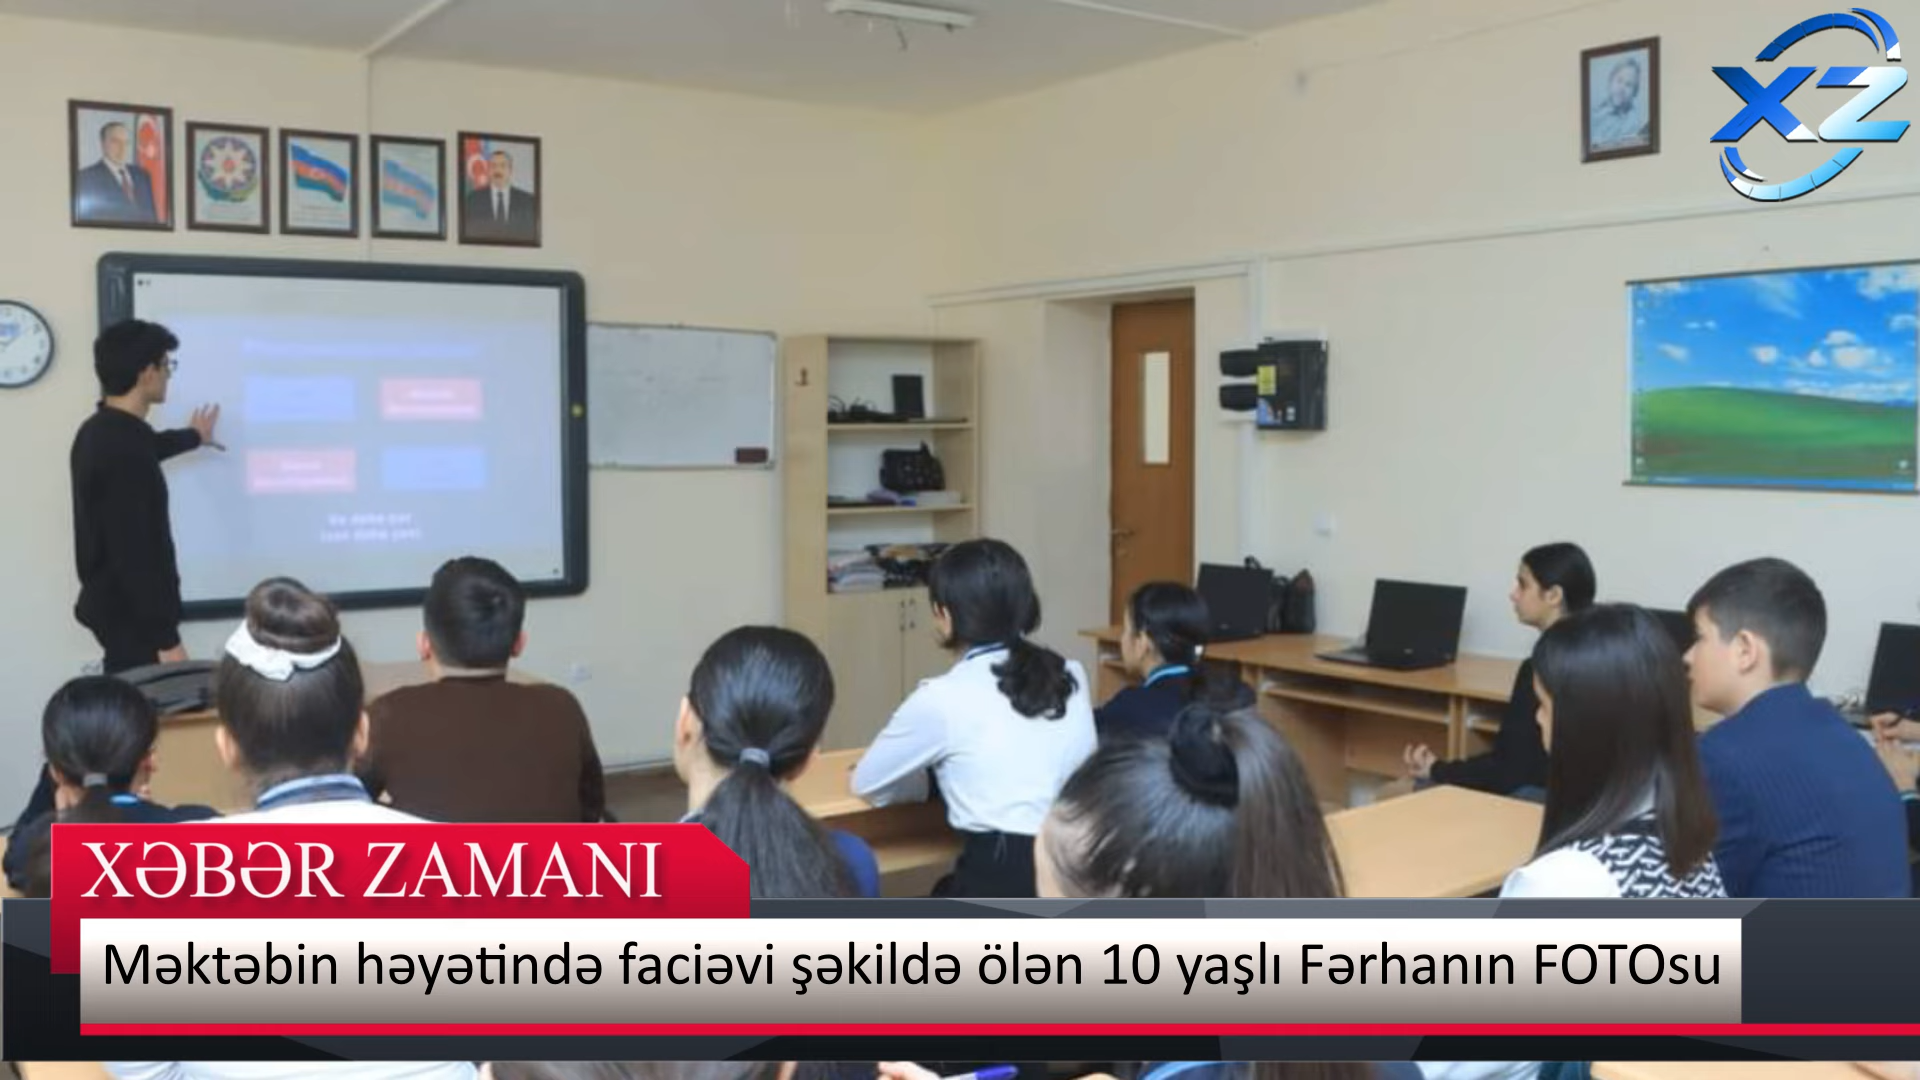 XZ
XƏBƏR ZAMANI
Məktəbin həyətində faciəvi şəkildə ölən 10 yaşlı Fərhanın FOTOsu